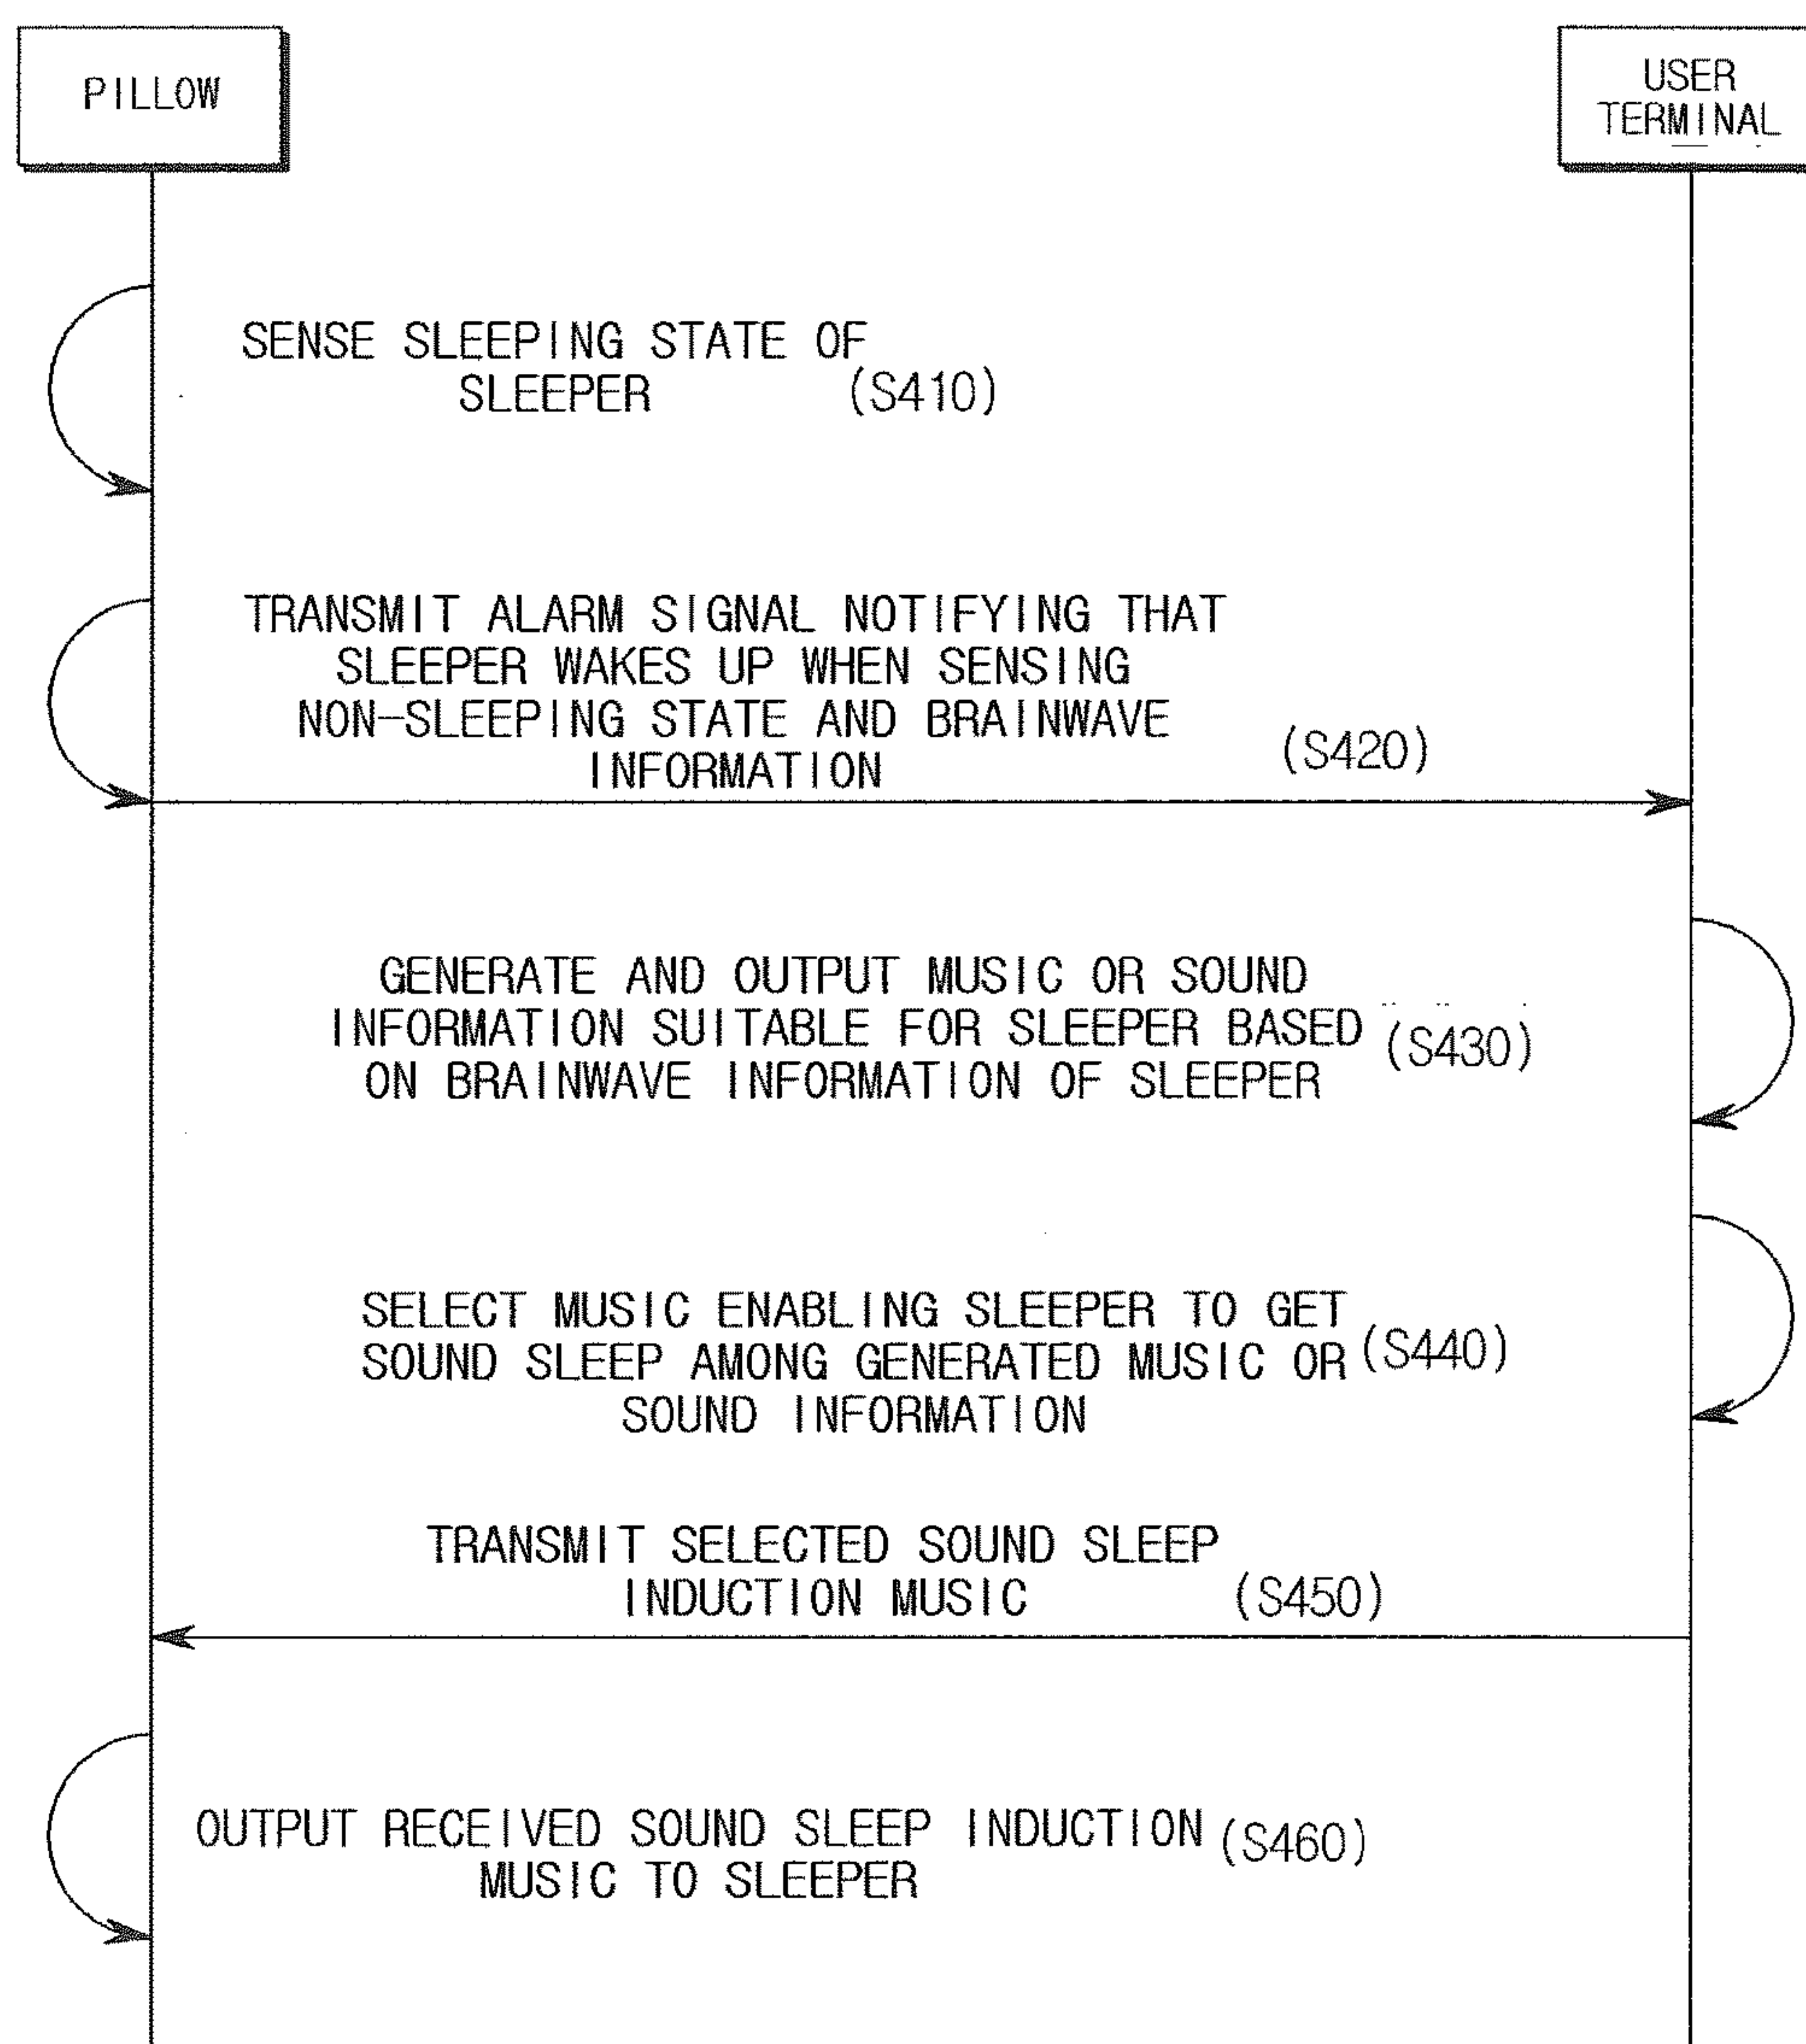 PILLOW
USER
TERMINAL
SENSE SLEEPING STATE OF
SLEEPER (S410)
TRANSMIT ALARM SIGNAL NOTIFYING THAT
SLEEPER WAKES UP WHEN SENSING
NON-SLEEPING STATE AND BRAINWAVE
INFORMATION (S420)
GENERATE AND OUTPUT MUSIC OR SOUND
INFORMATION SUITABLE FOR SLEEPER BASED (S430)
ON BRAINWAVE INFORMATION OF SLEEPER
SELECT MUSIC ENABLING SLEEPER TO GET
SOUND SLEEP AMONG GENERATED MUSIC OR (S440)
SOUND INFORMATION
TRANSMIT SELECTED SOUND SLEEP
INDUCTION MUSIC (S450)
OUTPUT RECEIVED SOUND SLEEP INDUCTION (S460)
MUSIC TO SLEEPER